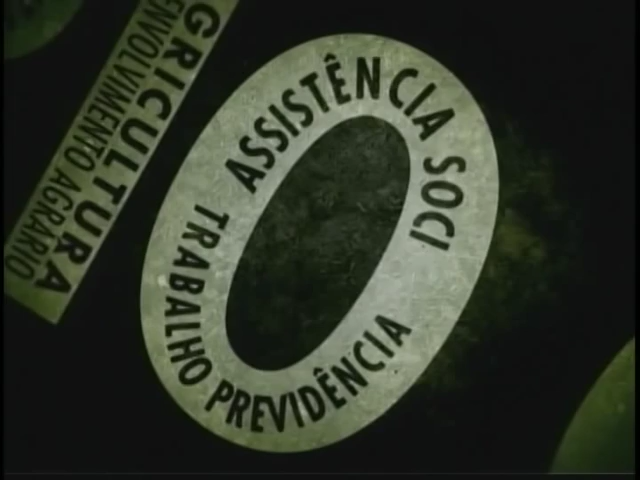 GRICULTURA
ENVOLVIMENTO AGRÁRIO
ASSISTÊNCIA SOCI
TRABALHO
PREVIDÊNCIA